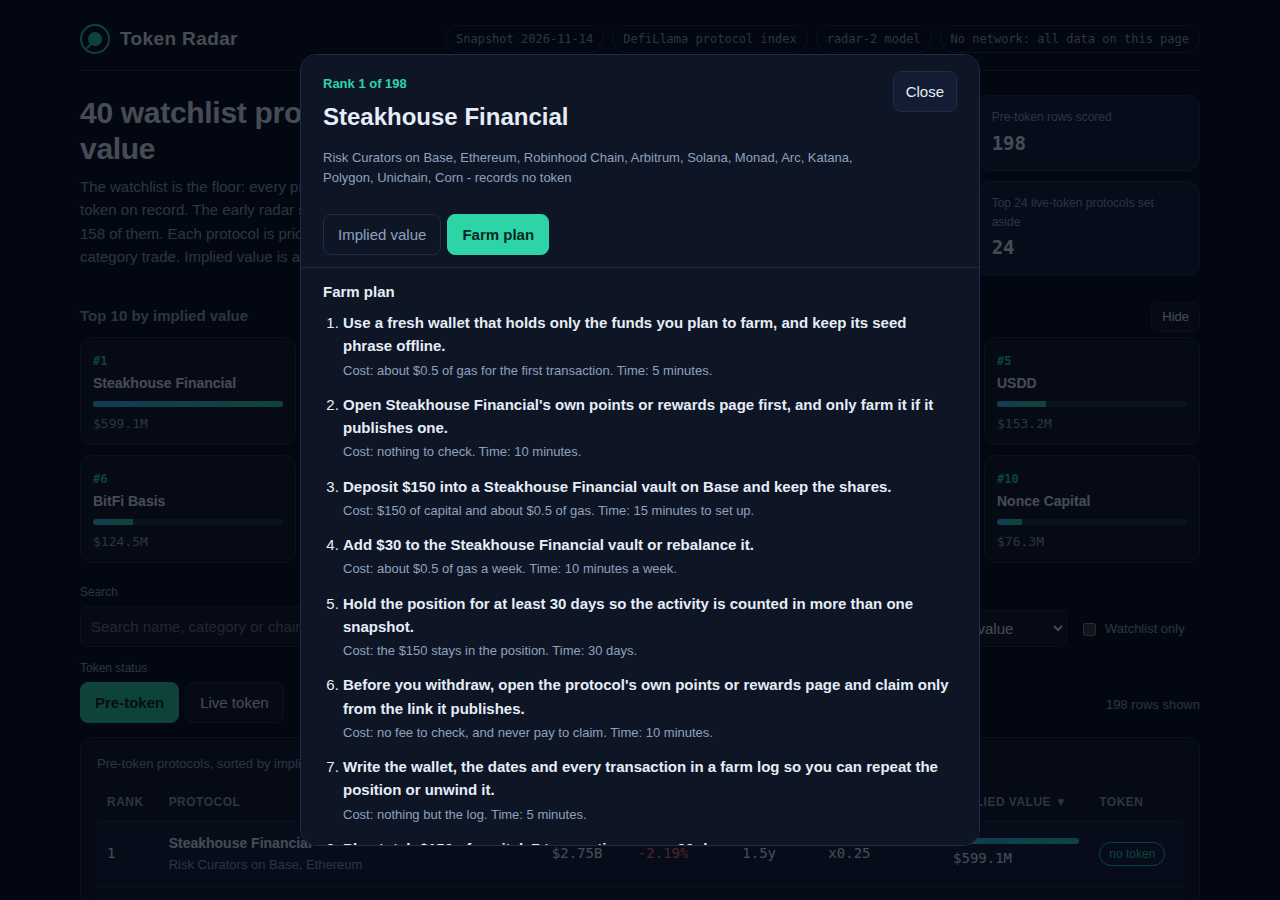 Token Radar
Snapshot 2026-11-14
DefiLlama protocol index
radar-2 model
No network: all data on this page
Rank 1 of 198
Close
Steakhouse Financial
Risk Curators on Base, Ethereum, Robinhood Chain, Arbitrum, Solana, Monad, Arc, Katana,
Polygon, Unichain, Corn - records no token
Implied value
Farm plan
Farm plan
1. Use a fresh wallet that holds only the funds you plan to farm, and keep its seed
phrase offline.
Cost: about $0.5 of gas for the first transaction. Time: 5 minutes.
2. Open Steakhouse Financial's own points or rewards page first, and only farm it if it
publishes one.
Cost: nothing to check. Time: 10 minutes.
3. Deposit $150 into a Steakhouse Financial vault on Base and keep the shares.
Cost: $150 of capital and about $0.5 of gas. Time: 15 minutes to set up.
4. Add $30 to the Steakhouse Financial vault or rebalance it.
Cost: about $0.5 of gas a week. Time: 10 minutes a week.
5. Hold the position for at least 30 days so the activity is counted in more than one
snapshot.
Cost: the $150 stays in the position. Time: 30 days.
6. Before you withdraw, open the protocol's own points or rewards page and claim only
from the link it publishes.
Cost: no fee to check, and never pay to claim. Time: 10 minutes.
7. Write the wallet, the dates and every transaction in a farm log so you can repeat the
position or unwind it.
Cost: nothing but the log. Time: 5 minutes.
40 watchlist
value
The watchlist is the floor: every
token on record. The early radar
158 of them. Each protocol is
category trade. Implied value is
Pre-token rows scored
198
Top 24 live-token protocols set
aside
24
Top 10 by implied value
Hide
#1
Steakhouse Financial
$599.1M
#5
USDD
$153.2M
#6
BitFi Basis
$124.5M
#10
Nonce Capital
$76.3M
Search
Search name, category or chain
value
Watchlist only
Token status
Pre-token
Live token
198 rows shown
Pre-token protocols, sorted by
RANK
PROTOCOL
VALUE ▼
TOKEN
1
Steakhouse Financial
Risk Curators on Base, Ethereum
$2.75B
-2.19%
1.5y
x0.25
$599.1M
no token